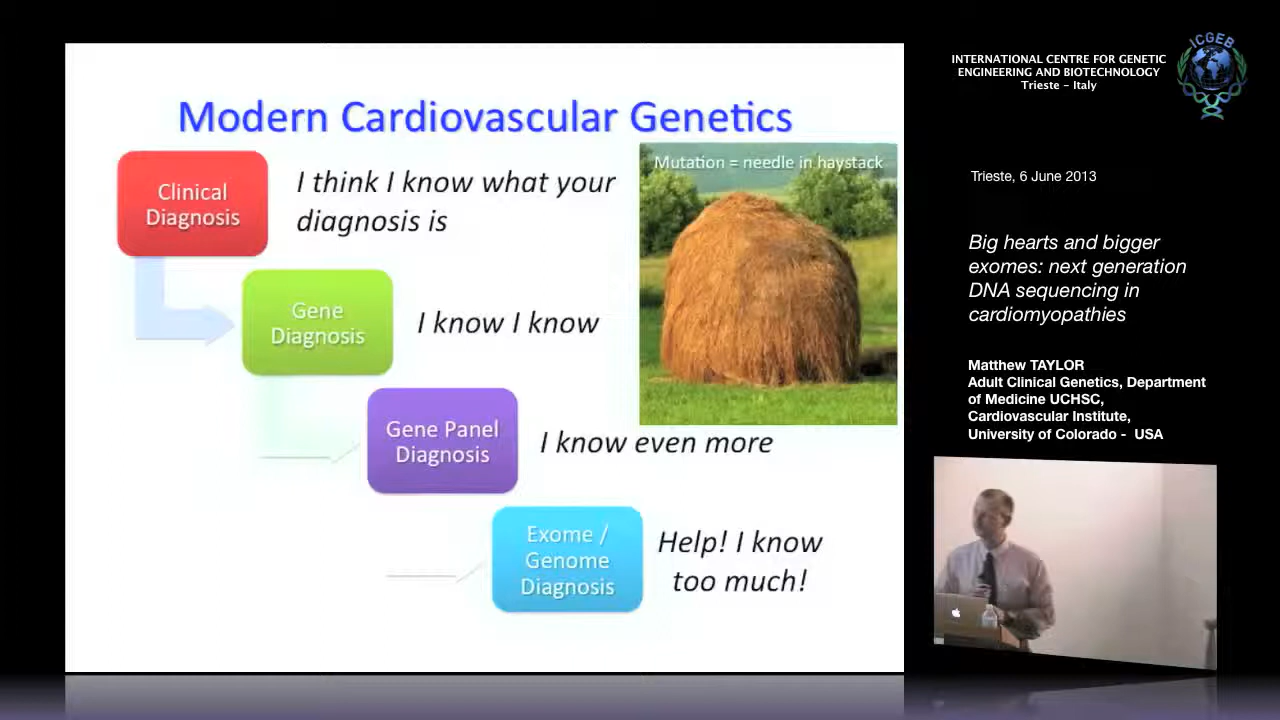 Modern Cardiovascular Genetics
Clinical
Diagnosis
I think I know what your
diagnosis is
Mutation = needle in haystack
Gene
Diagnosis
I know I know
Gene Panel
Diagnosis
I know even more
Exome /
Genome
Diagnosis
Help! I know
too much!
INTERNATIONAL CENTRE FOR GENETIC
ENGINEERING AND BIOTECHNOLOGY
Trieste - Italy
ICGEB
Trieste, 6 June 2013
Big hearts and bigger
exomes: next generation
DNA sequencing in
cardiomyopathies
Matthew TAYLOR
Adult Clinical Genetics, Department
of Medicine UCHSC,
Cardiovascular Institute,
University of Colorado - USA